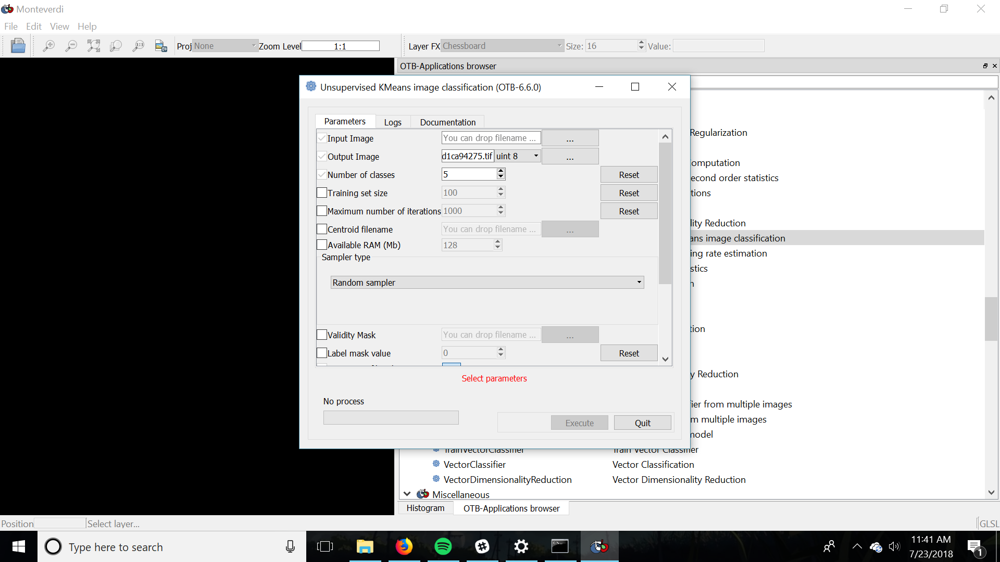 Monteverdi
File Edit View Help
Proj None Zoom Level 1:1 Layer FX Chessboard Size: 16 Value:
OTB-Applications browser
Unsupervised KMeans image classification (OTB-6.6.0)
Parameters Logs Documentation
Input Image You can drop filename ... ...
Output Image d1ca94275.tif uint 8 ...
Number of classes 5 Reset
Training set size 100 Reset
Maximum number of iterations 1000 Reset
Centroid filename You can drop filename ... ...
Available RAM (Mb) 128
Sampler type
Random sampler
Validity Mask You can drop filename ... ...
Label mask value 0 Reset
Select parameters
No process
Execute Quit
Regularization
omputation
econd order statistics
tions
lity Reduction
ans image classification
ing rate estimation
stics
n
tion
y Reduction
ier from multiple images
m multiple images
model
TrainVectorClassifier Train Vector Classifier
VectorClassifier Vector Classification
VectorDimensionalityReduction Vector Dimensionality Reduction
Miscellaneous
Histogram OTB-Applications browser
Position Select layer... GLSL
Type here to search
11:41 AM
7/23/2018
1